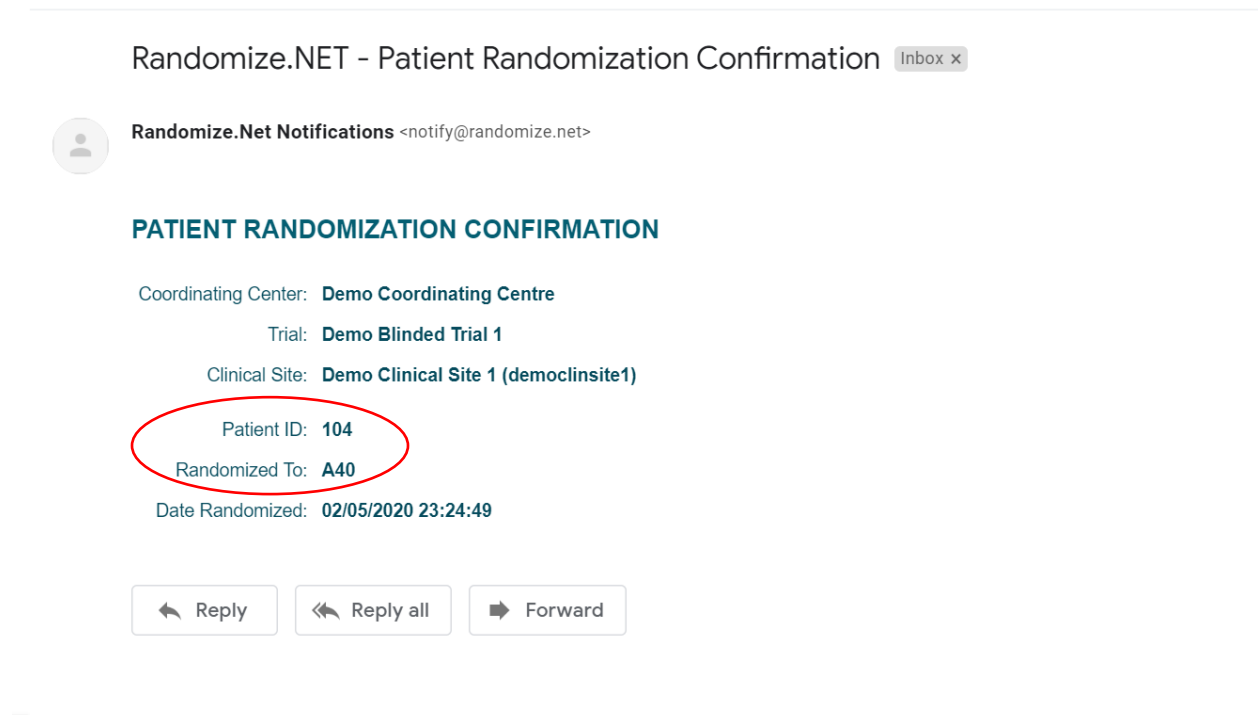 Randomize.NET - Patient Randomization Confirmation Inbox x
Randomize.Net Notifications <notify@randomize.net>
PATIENT RANDOMIZATION CONFIRMATION
Coordinating Center: Demo Coordinating Centre
Trial: Demo Blinded Trial 1
Clinical Site: Demo Clinical Site 1 (democlinsite1)
Patient ID: 104
Randomized To: A40
Date Randomized: 02/05/2020 23:24:49
Reply Reply all Forward